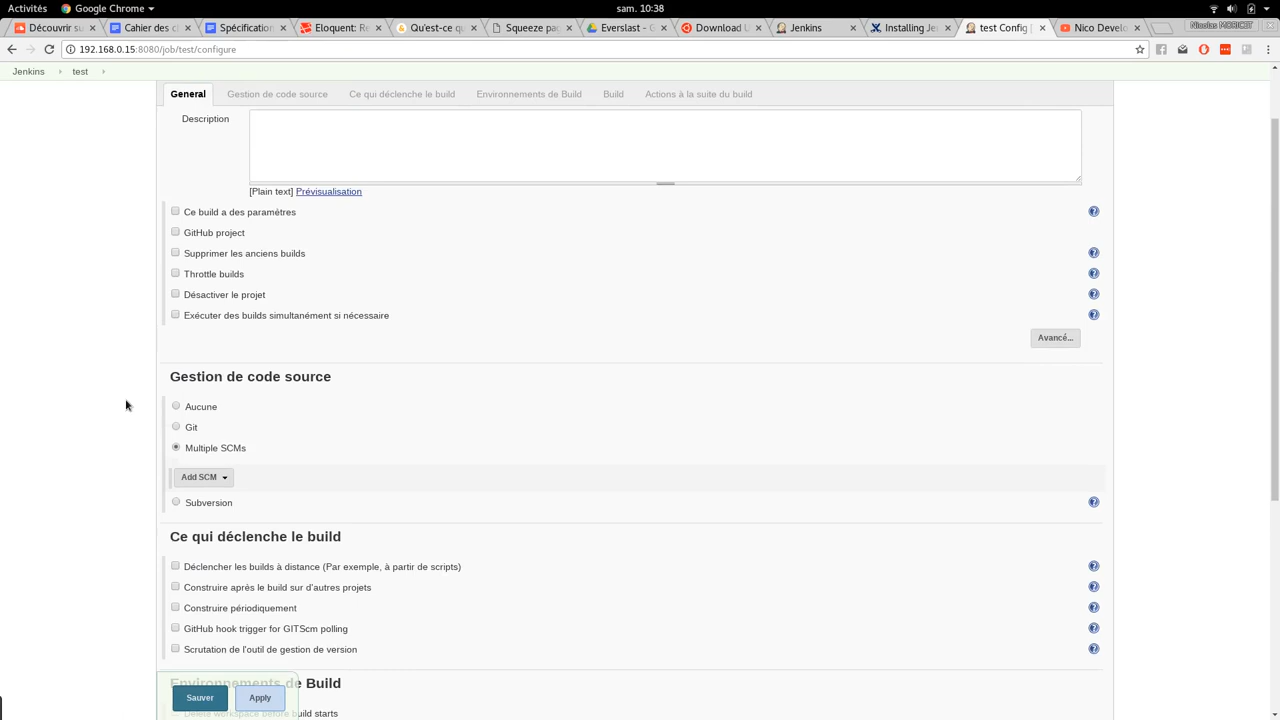 Activités Google Chrome sam. 10:38
Découvrir su Cahier des cl Spécification Eloquent: Re Qu'est-ce qu Squeeze pag Everslast - G Download U Jenkins Installing Je test Config [ Nico Develo Nicolas MORICET
192.168.0.15:8080/job/test/configure
Jenkins test
General Gestion de code source Ce qui déclenche le build Environnements de Build Build Actions à la suite du build
Description
[Plain text] Prévisualisation
Ce build a des paramètres
GitHub project
Supprimer les anciens builds
Throttle builds
Désactiver le projet
Exécuter des builds simultanément si nécessaire
Avancé...
Gestion de code source
Aucune
Git
Multiple SCMs
Add SCM
Subversion
Ce qui déclenche le build
Déclencher les builds à distance (Par exemple, à partir de scripts)
Construire après le build sur d'autres projets
Construire périodiquement
GitHub hook trigger for GITScm polling
Scrutation de l'outil de gestion de version
Environnements de Build
Sauver Apply
Delete workspace before build starts